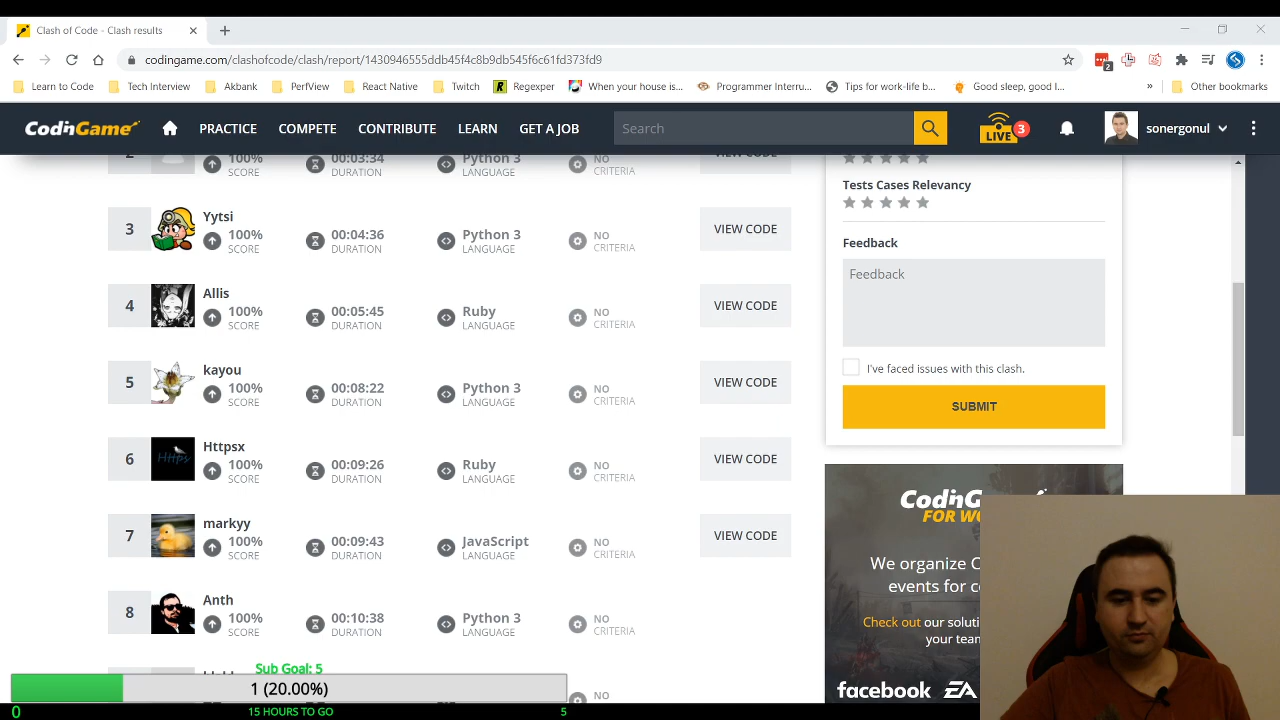 Clash of Code - Clash results
codingame.com/clashofcode/clash/report/1430946555ddb45f4c8b9db545f6c61fd373fd9
2
Learn to Code
Tech Interview
Akbank
PerfView
React Native
Twitch
Regexper
When your house is...
Programmer Interru...
Tips for work-life b...
Good sleep, good l...
»
Other bookmarks
CodinGame
PRACTICE
COMPETE
CONTRIBUTE
LEARN
GET A JOB
Search
LIVE
3
sonergonul
2
100%
SCORE
00:03:34
DURATION
Python 3
LANGUAGE
NO
CRITERIA
VIEW CODE
3
Yytsi
100%
SCORE
00:04:36
DURATION
Python 3
LANGUAGE
NO
CRITERIA
VIEW CODE
4
Allis
100%
SCORE
00:05:45
DURATION
Ruby
LANGUAGE
NO
CRITERIA
VIEW CODE
5
kayou
100%
SCORE
00:08:22
DURATION
Python 3
LANGUAGE
NO
CRITERIA
VIEW CODE
6
Https
Httpsx
100%
SCORE
00:09:26
DURATION
Ruby
LANGUAGE
NO
CRITERIA
VIEW CODE
7
markyy
100%
SCORE
00:09:43
DURATION
JavaScript
LANGUAGE
NO
CRITERIA
VIEW CODE
8
Anth
100%
SCORE
00:10:38
DURATION
Python 3
LANGUAGE
NO
CRITERIA
NO
Tests Cases Relevancy
Feedback
Feedback
I've faced issues with this clash.
SUBMIT
CodinG
FOR WO
We organize C
events for c
Check out our soluti
your team
facebook EA
Sub Goal: 5
1 (20.00%)
0
15 HOURS TO GO
5